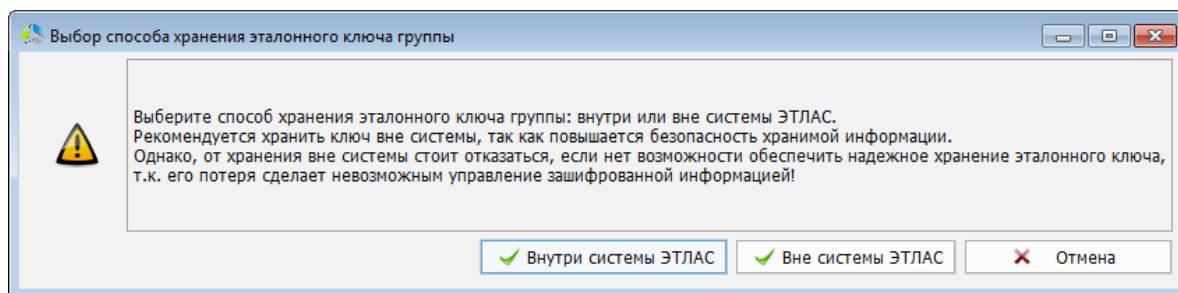 Выбор способа хранения эталонного ключа группы
Выберите способ хранения эталонного ключа группы: внутри или вне системы ЭТЛАС.
Рекомендуется хранить ключ вне системы, так как повышается безопасность хранимой информации.
Однако, от хранения вне системы стоит отказаться, если нет возможности обеспечить надежное хранение эталонного ключа,
т.к. его потеря сделает невозможным управление зашифрованной информацией!
Внутри системы ЭТЛАС
Вне системы ЭТЛАС
Отмена